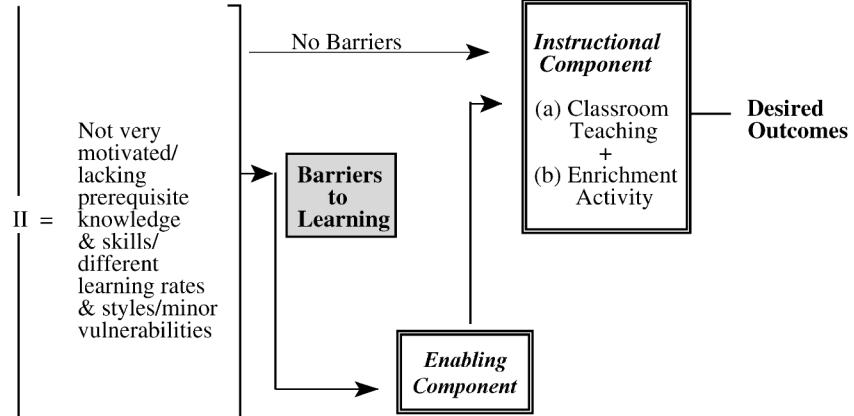 No Barriers
Instructional
Component
(a) Classroom
Teaching
+
(b) Enrichment
Activity
Desired
Outcomes
Not very
motivated/
lacking
prerequisite
II = knowledge
& skills/
different
learning rates
& styles/minor
vulnerabilities
Barriers
to
Learning
Enabling
Component